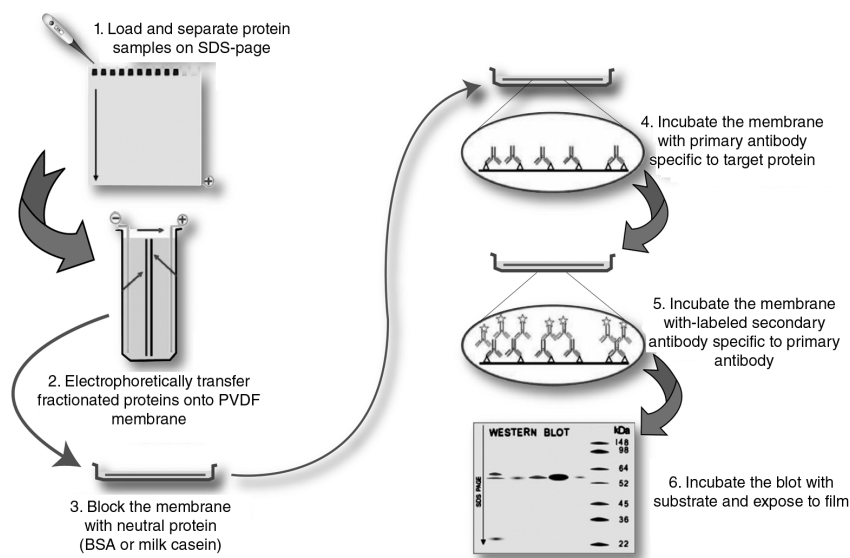 1. Load and separate protein
samples on SDS-page
+
−
+
2. Electrophoretically transfer
fractionated proteins onto PVDF
membrane
3. Block the membrane
with neutral protein
(BSA or milk casein)
4. Incubate the membrane
with primary antibody
specific to target protein
5. Incubate the membrane
with-labeled secondary
antibody specific to primary
antibody
WESTERN BLOT
kDa
148
98
64
52
45
36
22
SDS PAGE
6. Incubate the blot with
substrate and expose to film